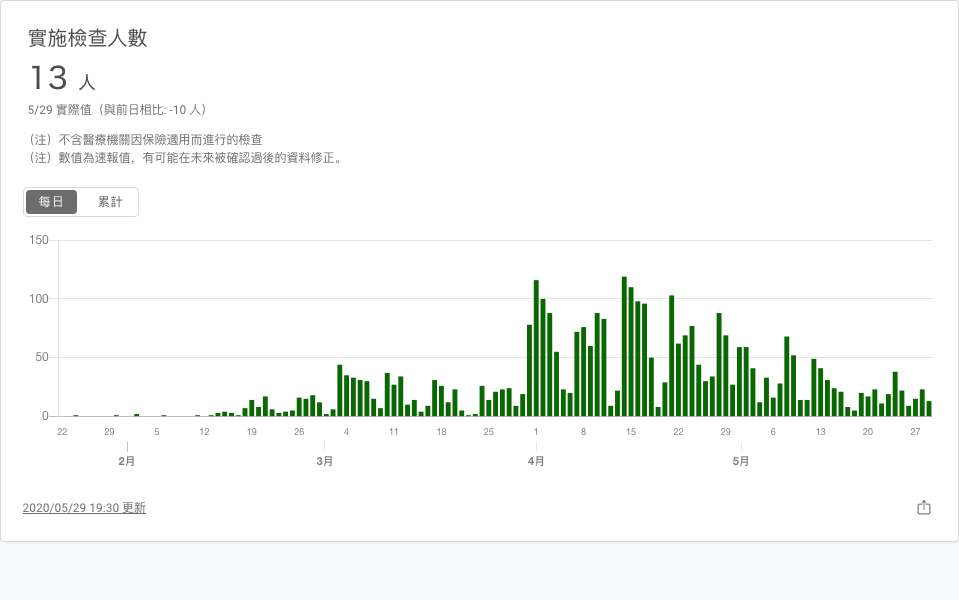 實施檢查人數
13 人
5/29 實際值（與前日相比: -10 人）
（注）不含醫療機關因保險適用而進行的檢查
（注）數值為速報值，有可能在未來被確認過後的資料修正。
每日 累計
150
100
50
0
22 29 5 12 19 26 4 11 18 25 1 8 15 22 29 6 13 20 27
2月 3月 4月 5月
2020/05/29 19:30 更新